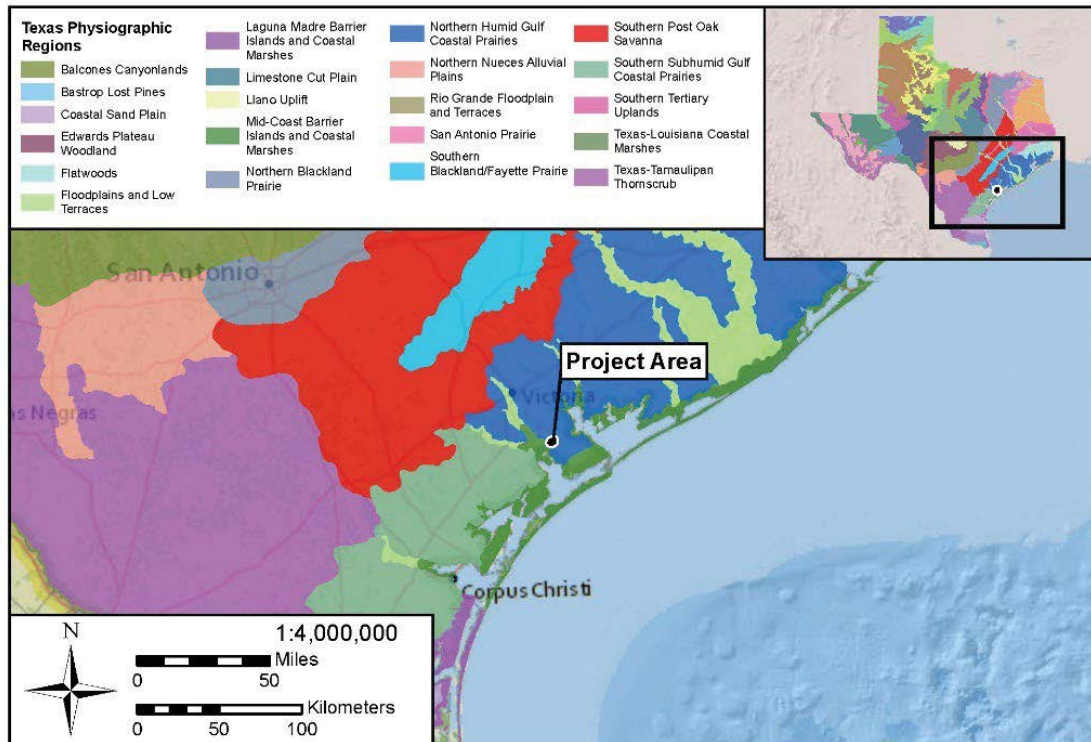 Texas Physiographic
Regions
Balcones Canyonlands
Bastrop Lost Pines
Coastal Sand Plain
Edwards Plateau
Woodland
Flatwoods
Floodplains and Low
Terraces
Laguna Madre Barrier
Islands and Coastal
Marshes
Limestone Cut Plain
Llano Uplift
Mid-Coast Barrier
Islands and Coastal
Marshes
Northern Blackland
Prairie
Northern Humid Gulf
Coastal Prairies
Northern Nueces Alluvial
Plains
Rio Grande Floodplain
and Terraces
San Antonio Prairie
Southern
Blackland/Fayette Prairie
Southern Post Oak
Savanna
Southern Subhumid Gulf
Coastal Prairies
Southern Tertiary
Uplands
Texas-Louisiana Coastal
Marshes
Texas-Tamaulipan
Thornscrub
San Antonio
Project Area
Victoria
Negras
Corpus Christi
N
1:4,000,000
Miles
0 50
Kilometers
0 50 100